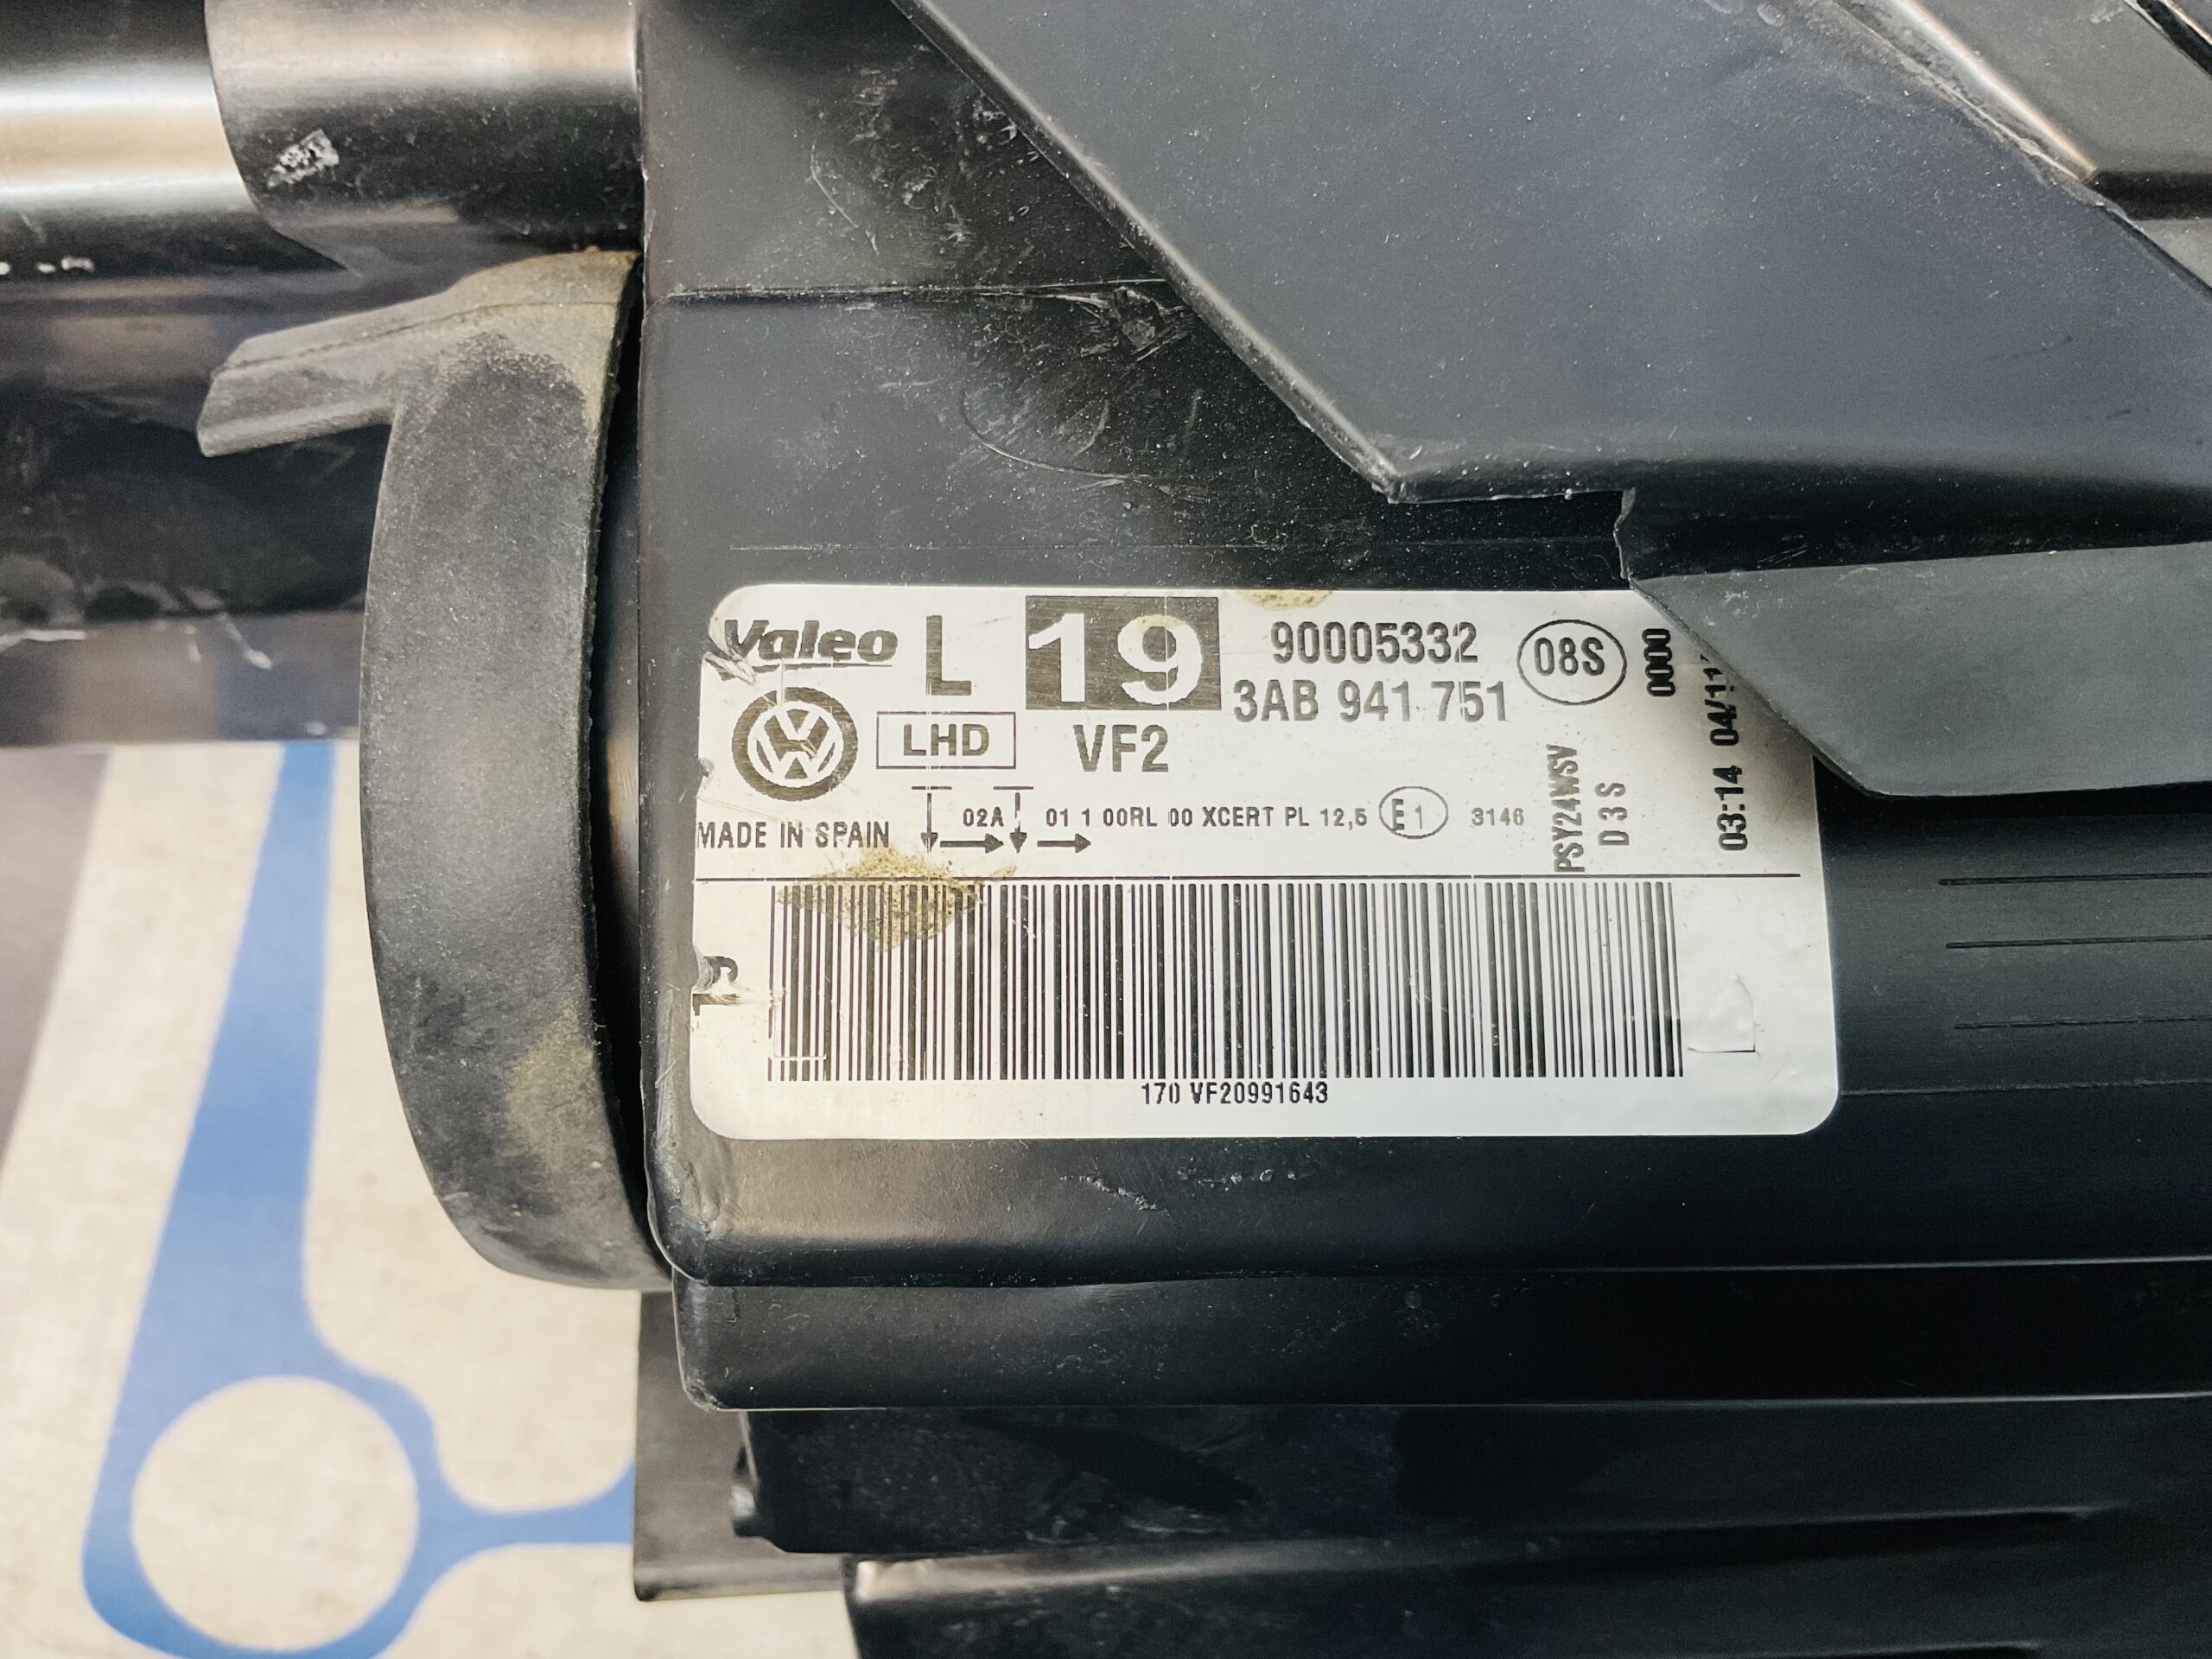 Valeo L 19 90005332 08S 0000
3AB 941 751
LHD VF2
02A 01 1 00RL 00 XCERT PL 12,5 E1 3146
MADE IN SPAIN
PSY24WSV
D3S
03:14 04/11
170 VF20991643